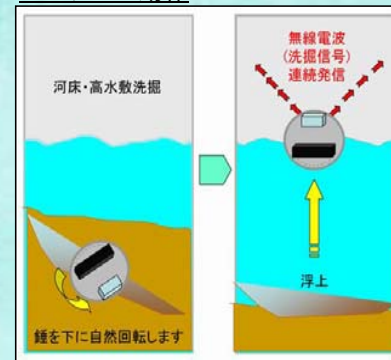 河床・高水敷洗掘
錘を下に自然回転します
無線電波
(洗掘信号)
連続発信
浮上